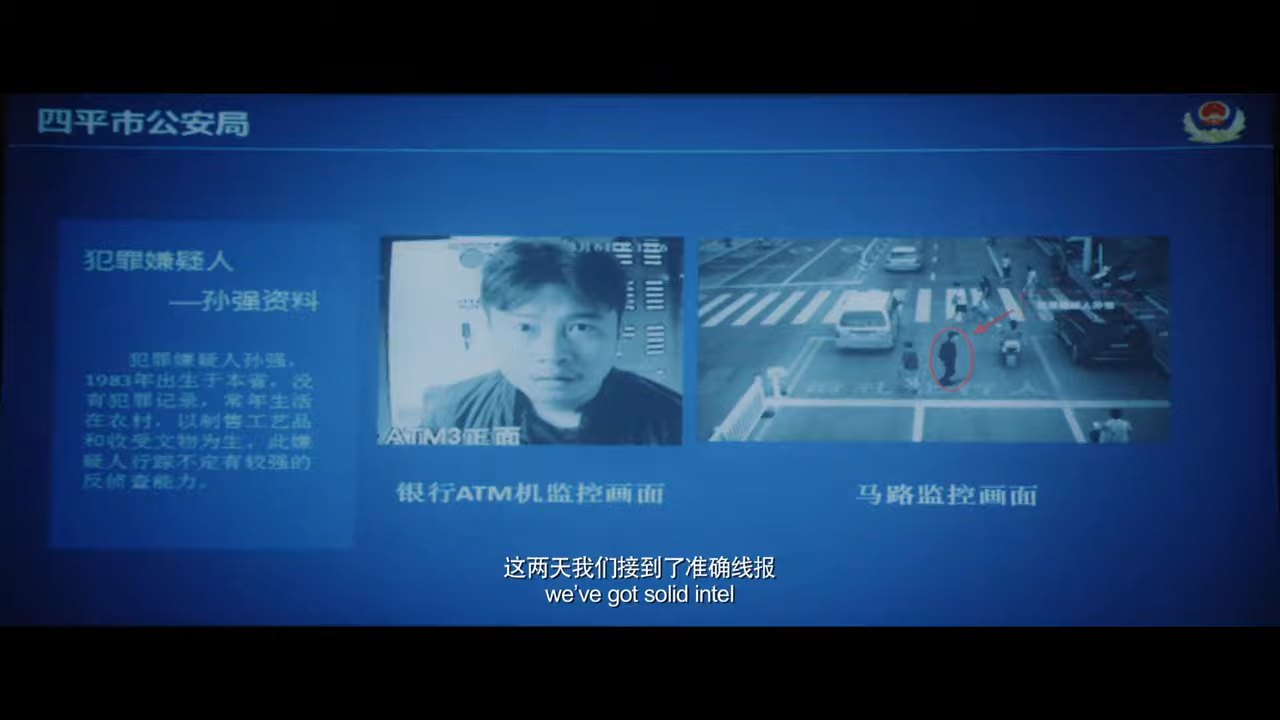 四平市公安局
犯罪嫌疑人
—孙强资料
犯罪嫌疑人孙强，
1983年出生于本省，没
有犯罪记录，常年生活
在农村，以制售工艺品
和收受文物为生，此嫌
疑人行踪不定有较强的
反侦查能力。
ATM3正面
银行ATM机监控画面
马路监控画面
这两天我们接到了准确线报
we've got solid intel